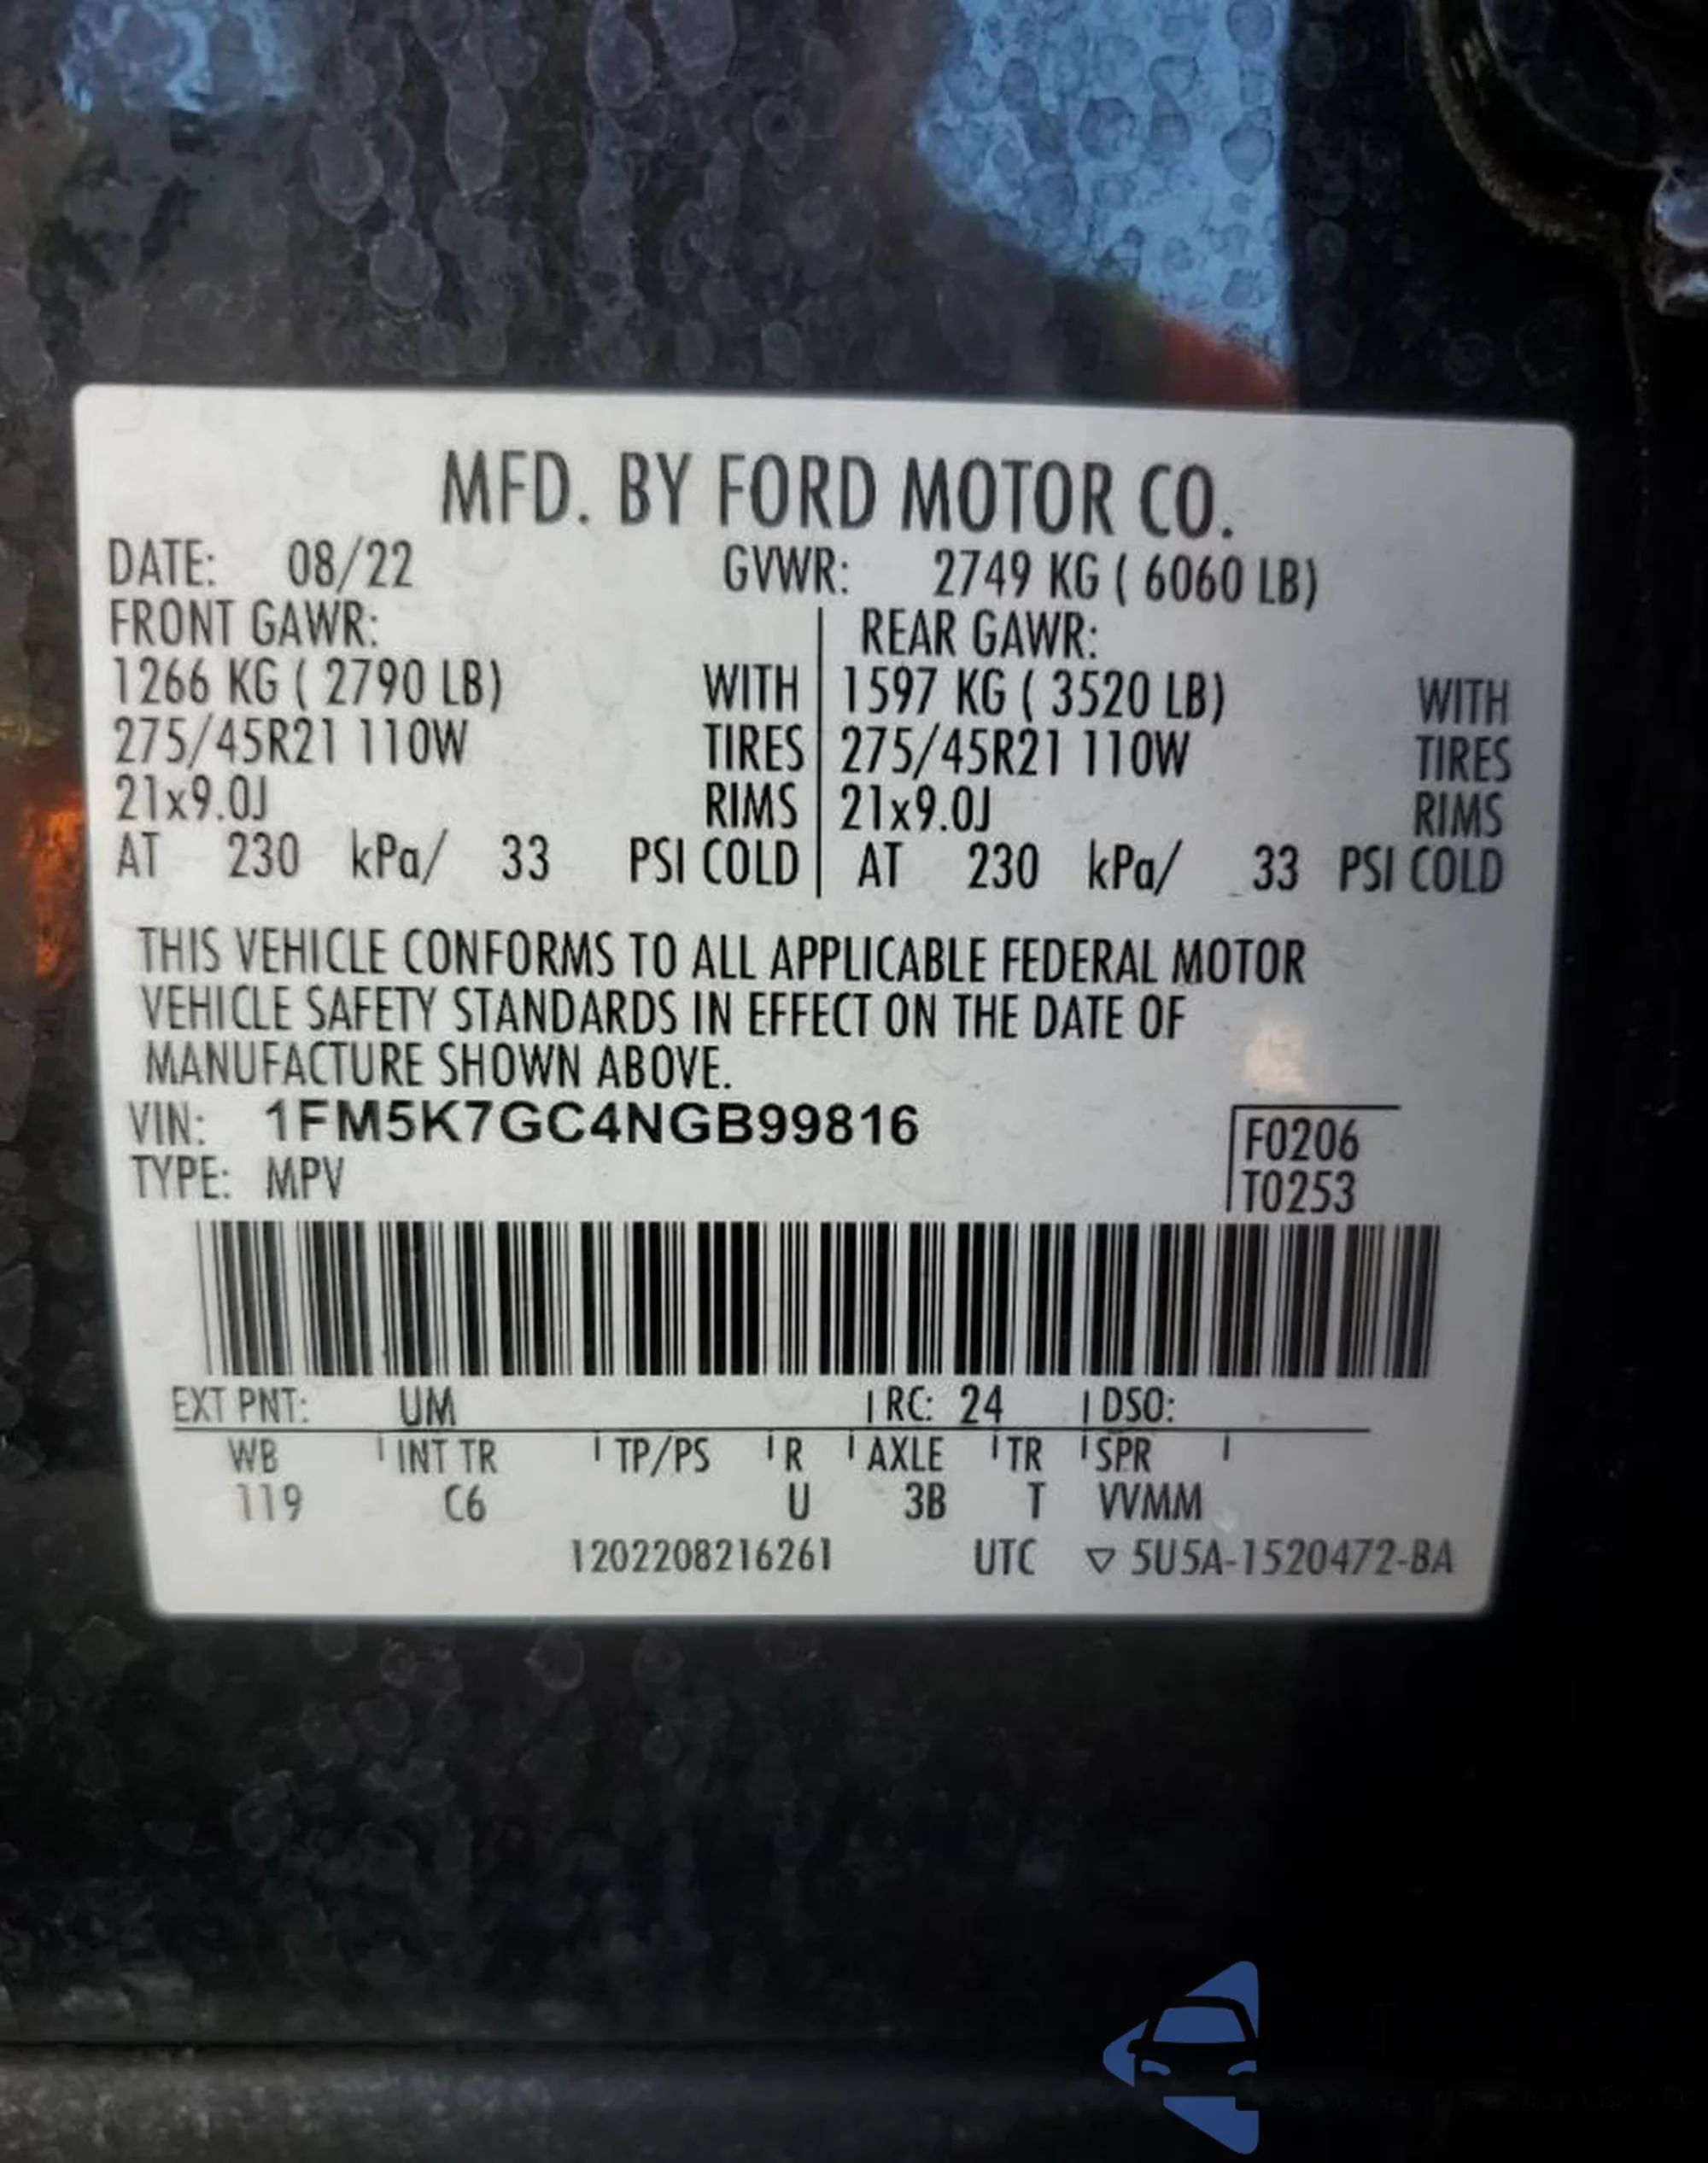 MFD. BY FORD MOTOR CO.
DATE: 08/22 GVWR: 2749 KG ( 6060 LB)
FRONT GAWR: REAR GAWR:
1266 KG ( 2790 LB) WITH 1597 KG ( 3520 LB) WITH
275/45R21 110W TIRES 275/45R21 110W TIRES
21x9.0J RIMS 21x9.0J RIMS
AT 230 kPa/ 33 PSI COLD AT 230 kPa/ 33 PSI COLD
THIS VEHICLE CONFORMS TO ALL APPLICABLE FEDERAL MOTOR
VEHICLE SAFETY STANDARDS IN EFFECT ON THE DATE OF
MANUFACTURE SHOWN ABOVE.
VIN: 1FM5K7GC4NGB99816 F0206
TYPE: MPV T0253
EXT PNT: UM RC: 24 DSO:
WB INT TR TP/PS R AXLE TR SPR
119 C6 U 3B T VVMM
1202208216261 UTC ▽ 5U5A-1520472-BA